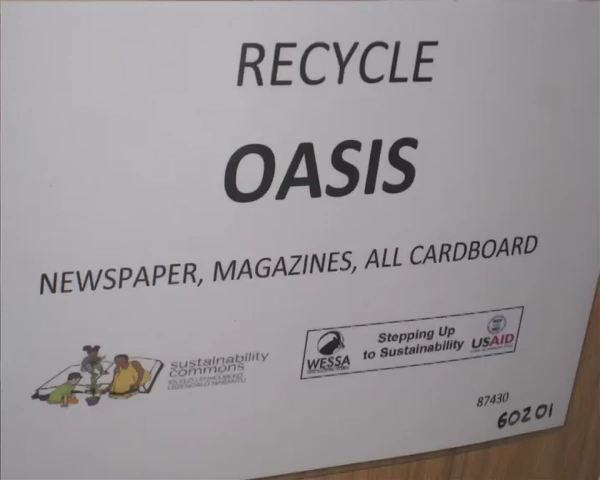 RECYCLE
OASIS
NEWSPAPER, MAGAZINES, ALL CARDBOARD
sustainability
commons
WESSA
Stepping Up
to Sustainability
USAID
87430
60201